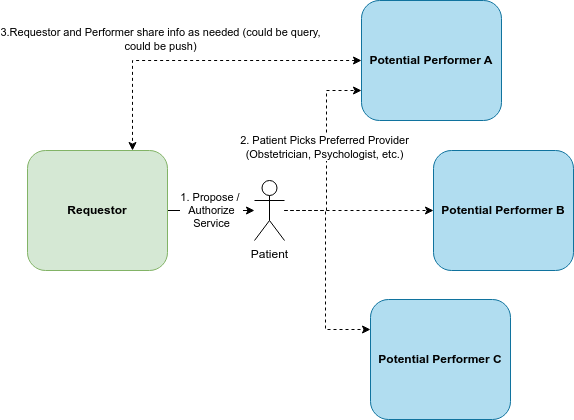 3.Requestor and Performer share info as needed (could be query,
could be push)
Potential Performer A
2. Patient Picks Preferred Provider
(Obstetrician, Psychologist, etc.)
Requestor
1. Propose /
Authorize
Service
Potential Performer B
Patient
Potential Performer C